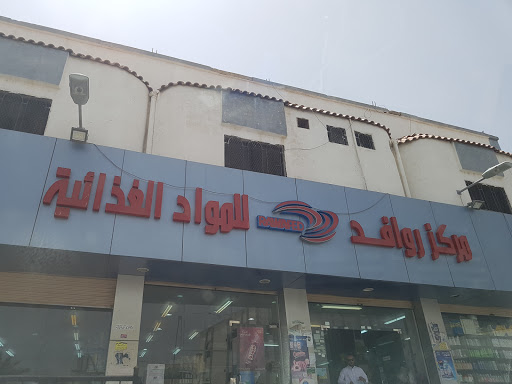 مركز روافد للمواد الغذائية